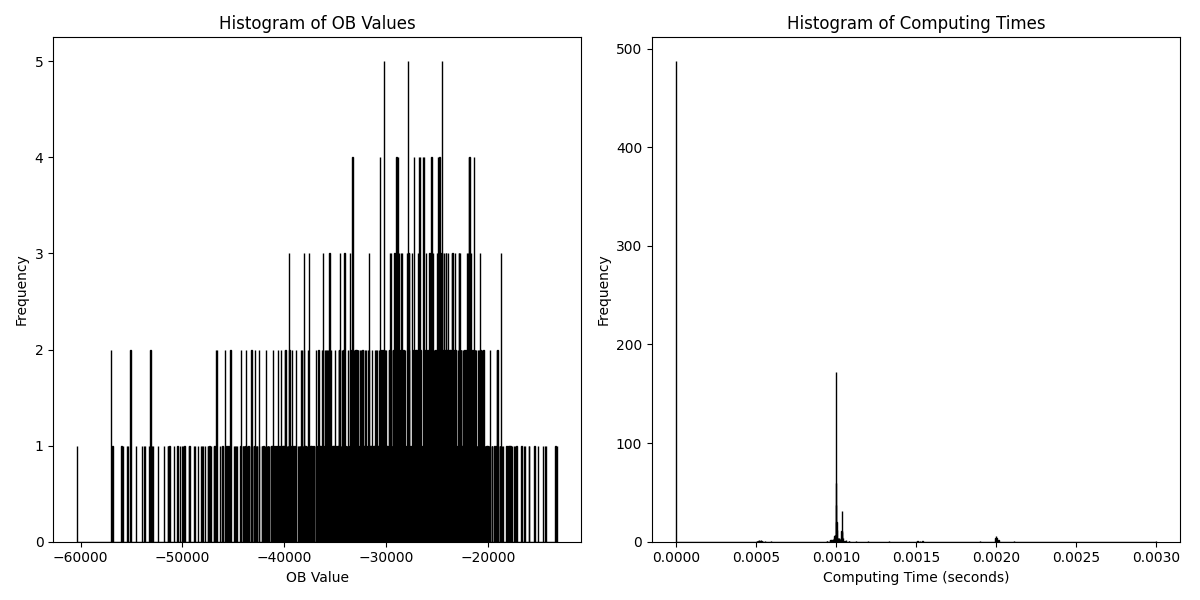 Histogram of OB Values
Frequency
5
4
3
2
1
0
−60000 −50000 −40000 −30000 −20000
OB Value
Histogram of Computing Times
Frequency
500
400
300
200
100
0
0.0000 0.0005 0.0010 0.0015 0.0020 0.0025 0.0030
Computing Time (seconds)